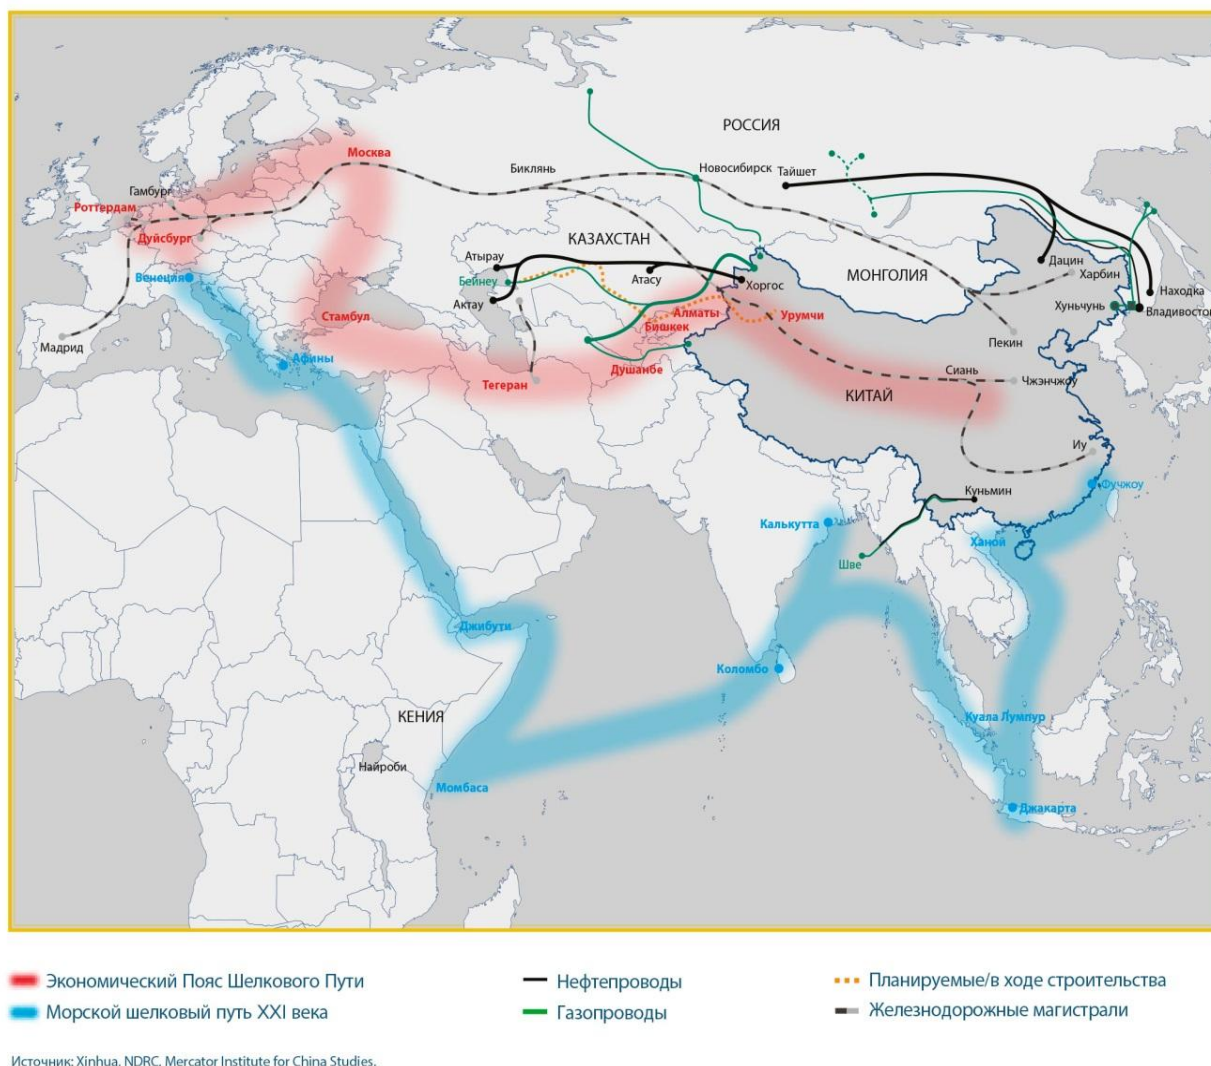 РОССИЯ
Москва
Биклянь
Новосибирск
Тайшет
Гамбург
Роттердам
Дуйсбург
КАЗАХСТАН
Атырау
Бейнеу
Актау
Атасу
Хоргос
МОНГОЛИЯ
Дацин
Харбин
Находка
Хуньчунь
Владивосток
Венеция
Стамбул
Алматы
Бишкек
Урумчи
Мадрид
Афины
Пекин
Тегеран
Душанбе
Сиань
Чжэнчжоу
КИТАЙ
Иу
Фучжоу
Куньмин
Калькутта
Ханой
Шве
Джибути
Коломбо
КЕНИЯ
Куала Лумпур
Найроби
Момбаса
Джакарта
Экономический Пояс Шелкового Пути
Морской шелковый путь XXI века
Нефтепроводы
Газопроводы
Планируемые/в ходе строительства
Железнодорожные магистрали
Источник: Xinhua, NDRC, Mercator Institute for China Studies.